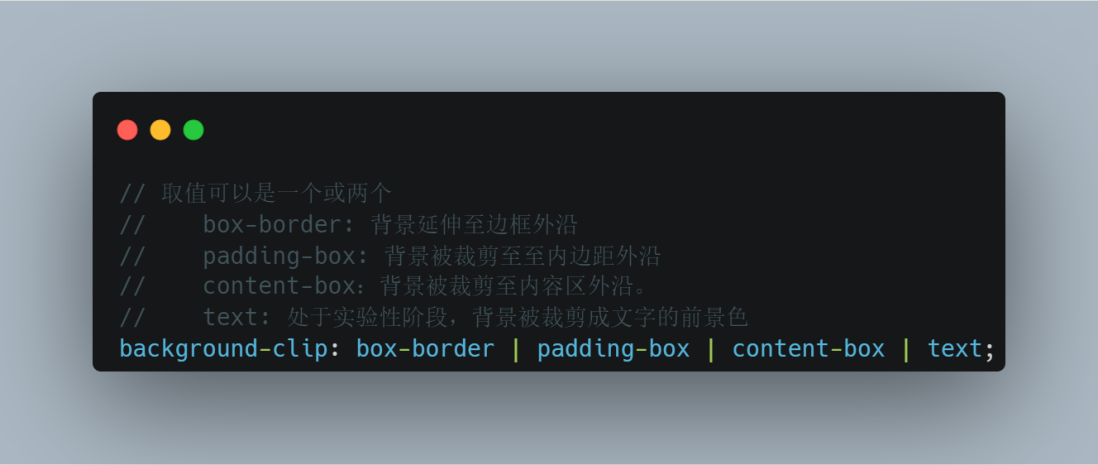 // 取值可以是一个或两个
//    box-border: 背景延伸至边框外沿
//    padding-box: 背景被裁剪至至内边距外沿
//    content-box：背景被裁剪至内容区外沿。
//    text: 处于实验性阶段，背景被裁剪成文字的前景色
background-clip: box-border | padding-box | content-box | text;